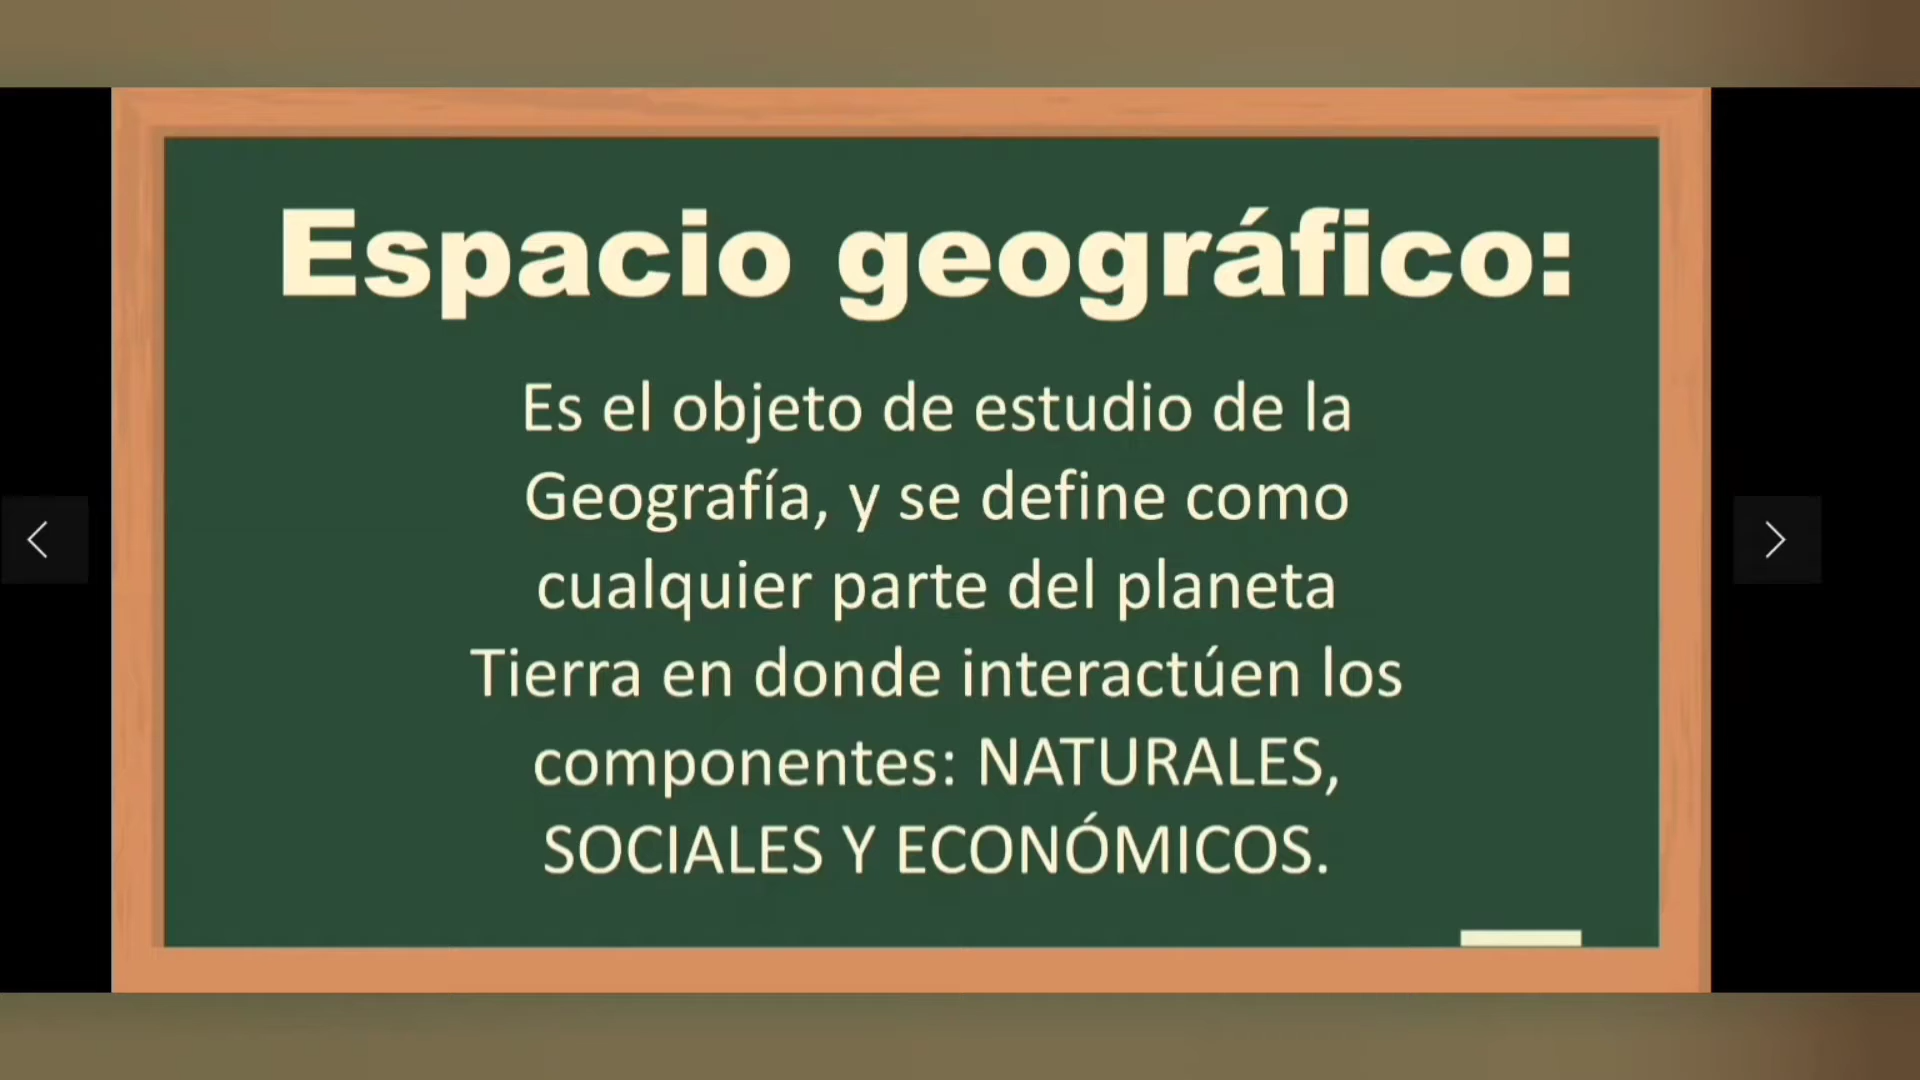 Espacio geográfico:
Es el objeto de estudio de la
Geografía, y se define como
cualquier parte del planeta
Tierra en donde interactúen los
componentes: NATURALES,
SOCIALES Y ECONÓMICOS.